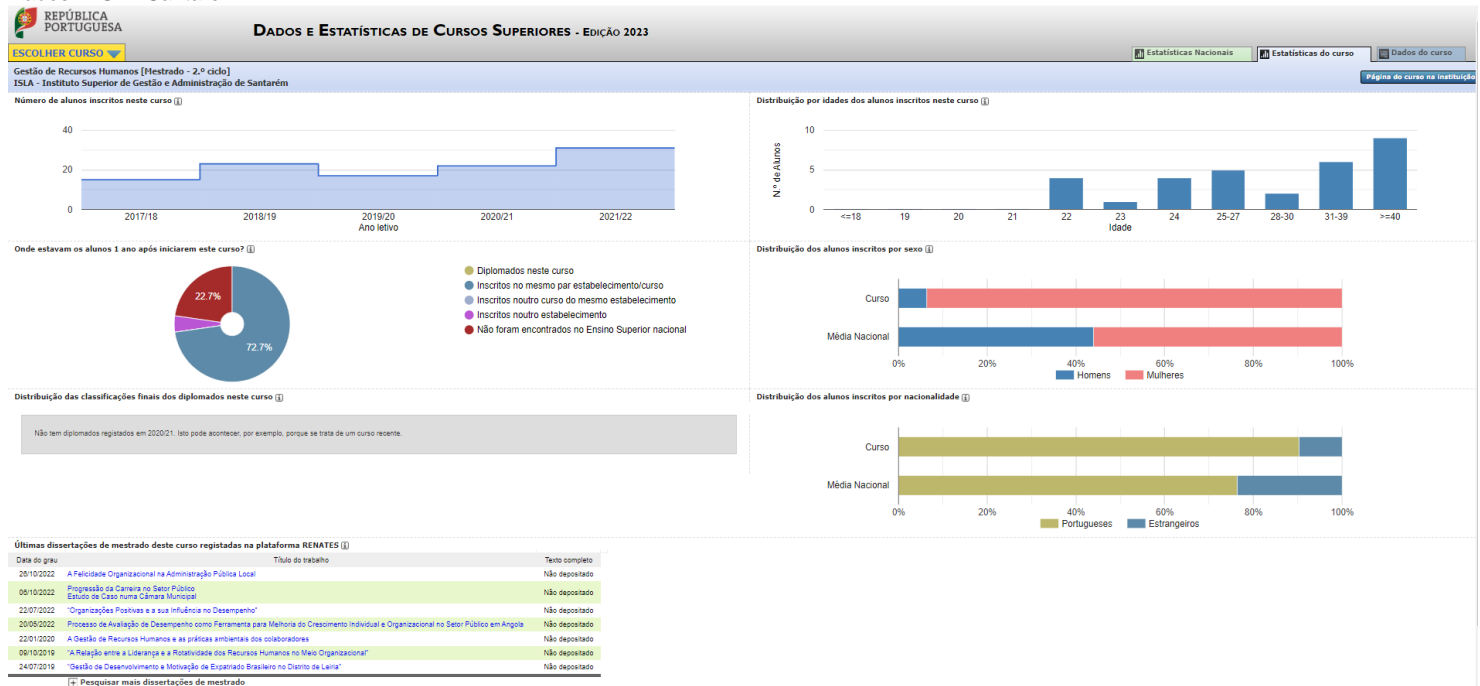 REPÚBLICA
PORTUGUESA
DADOS E ESTATÍSTICAS DE CURSOS SUPERIORES - EDIÇÃO 2023
ESCOLHER CURSO
Estatísticas Nacionais
Estatísticas do curso
Dados do curso
Gestão de Recursos Humanos [Mestrado - 2.º ciclo]
ISLA - Instituto Superior de Gestão e Administração de Santarém
Página do curso na instituição
Número de alunos inscritos neste curso
40
20
0
2017/18 2018/19 2019/20 2020/21 2021/22
Ano letivo
Distribuição por idades dos alunos inscritos neste curso
N.º de Alunos
10
5
0
<=18 19 20 21 22 23 24 25-27 28-30 31-39 >=40
Idade
Onde estavam os alunos 1 ano após iniciarem este curso?
22.7%
72.7%
Diplomados neste curso
Inscritos no mesmo par estabelecimento/curso
Inscritos noutro curso do mesmo estabelecimento
Inscritos noutro estabelecimento
Não foram encontrados no Ensino Superior nacional
Distribuição dos alunos inscritos por sexo
Curso
Média Nacional
0% 20% 40% 60% 80% 100%
Homens Mulheres
Distribuição das classificações finais dos diplomados neste curso
Não tem diplomados registados em 2020/21. Isto pode acontecer, por exemplo, porque se trata de um curso recente.
Distribuição dos alunos inscritos por nacionalidade
Curso
Média Nacional
0% 20% 40% 60% 80% 100%
Portugueses Estrangeiros
Últimas dissertações de mestrado deste curso registadas na plataforma RENATES
Data do grau Título do trabalho Texto completo
26/10/2022 A Felicidade Organizacional na Administração Pública Local Não depositado
06/10/2022 Progressão da Carreira no Setor Público
Estudo de Caso numa Câmara Municipal Não depositado
22/07/2022 "Organizações Positivas e a sua Influência no Desempenho" Não depositado
20/05/2022 Processo de Avaliação de Desempenho como Ferramenta para Melhoria do Crescimento Individual e Organizacional no Setor Público em Angola Não depositado
22/01/2020 A Gestão de Recursos Humanos e as práticas ambientais dos colaboradores Não depositado
09/10/2019 "A Relação entre a Liderança e a Rotatividade dos Recursos Humanos no Meio Organizacional" Não depositado
24/07/2019 "Gestão de Desenvolvimento e Motivação de Expatriado Brasileiro no Distrito de Leiria" Não depositado
Pesquisar mais dissertações de mestrado